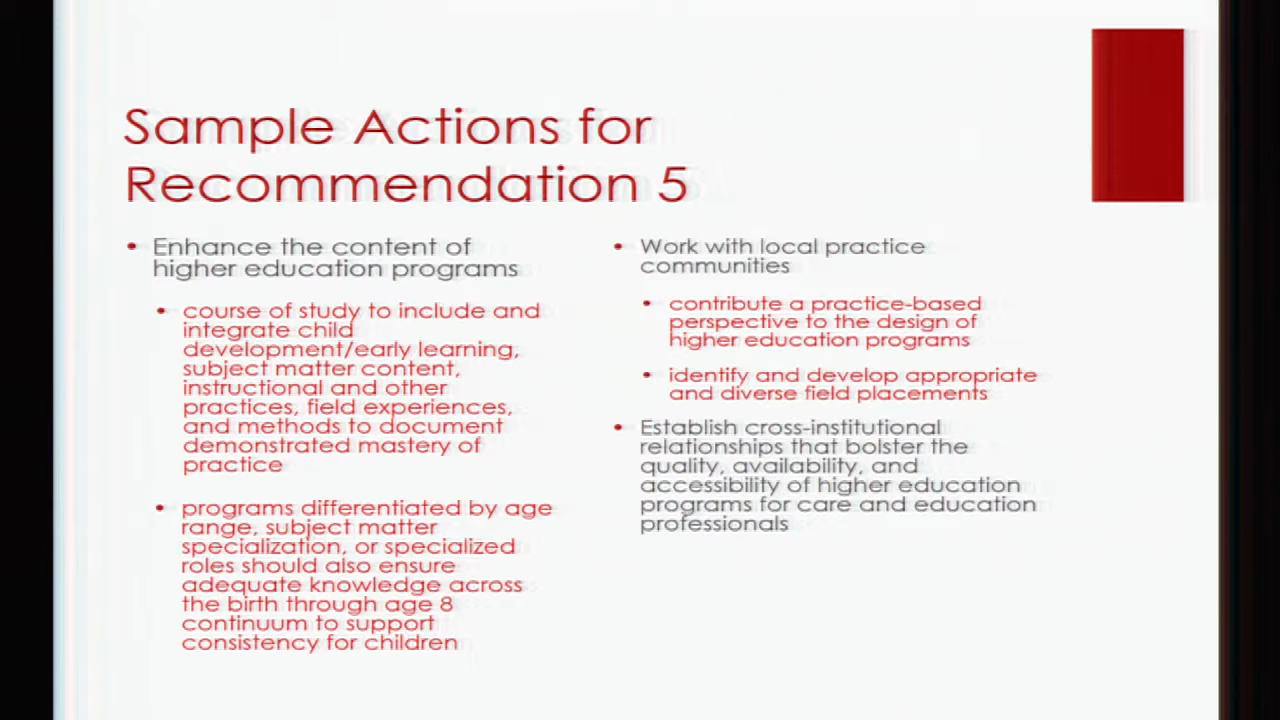 Sample Actions for
Recommendation 5
• Enhance the content of
higher education programs
• course of study to include and
integrate child
development/early learning,
subject matter content,
instructional and other
practices, field experiences,
and methods to document
demonstrated mastery of
practice
• programs differentiated by age
range, subject matter
specialization, or specialized
roles should also ensure
adequate knowledge across
the birth through age 8
continuum to support
consistency for children
• Work with local practice
communities
• contribute a practice-based
perspective to the design of
higher education programs
• identify and develop appropriate
and diverse field placements
• Establish cross-institutional
relationships that bolster the
quality, availability, and
accessibility of higher education
programs for care and education
professionals